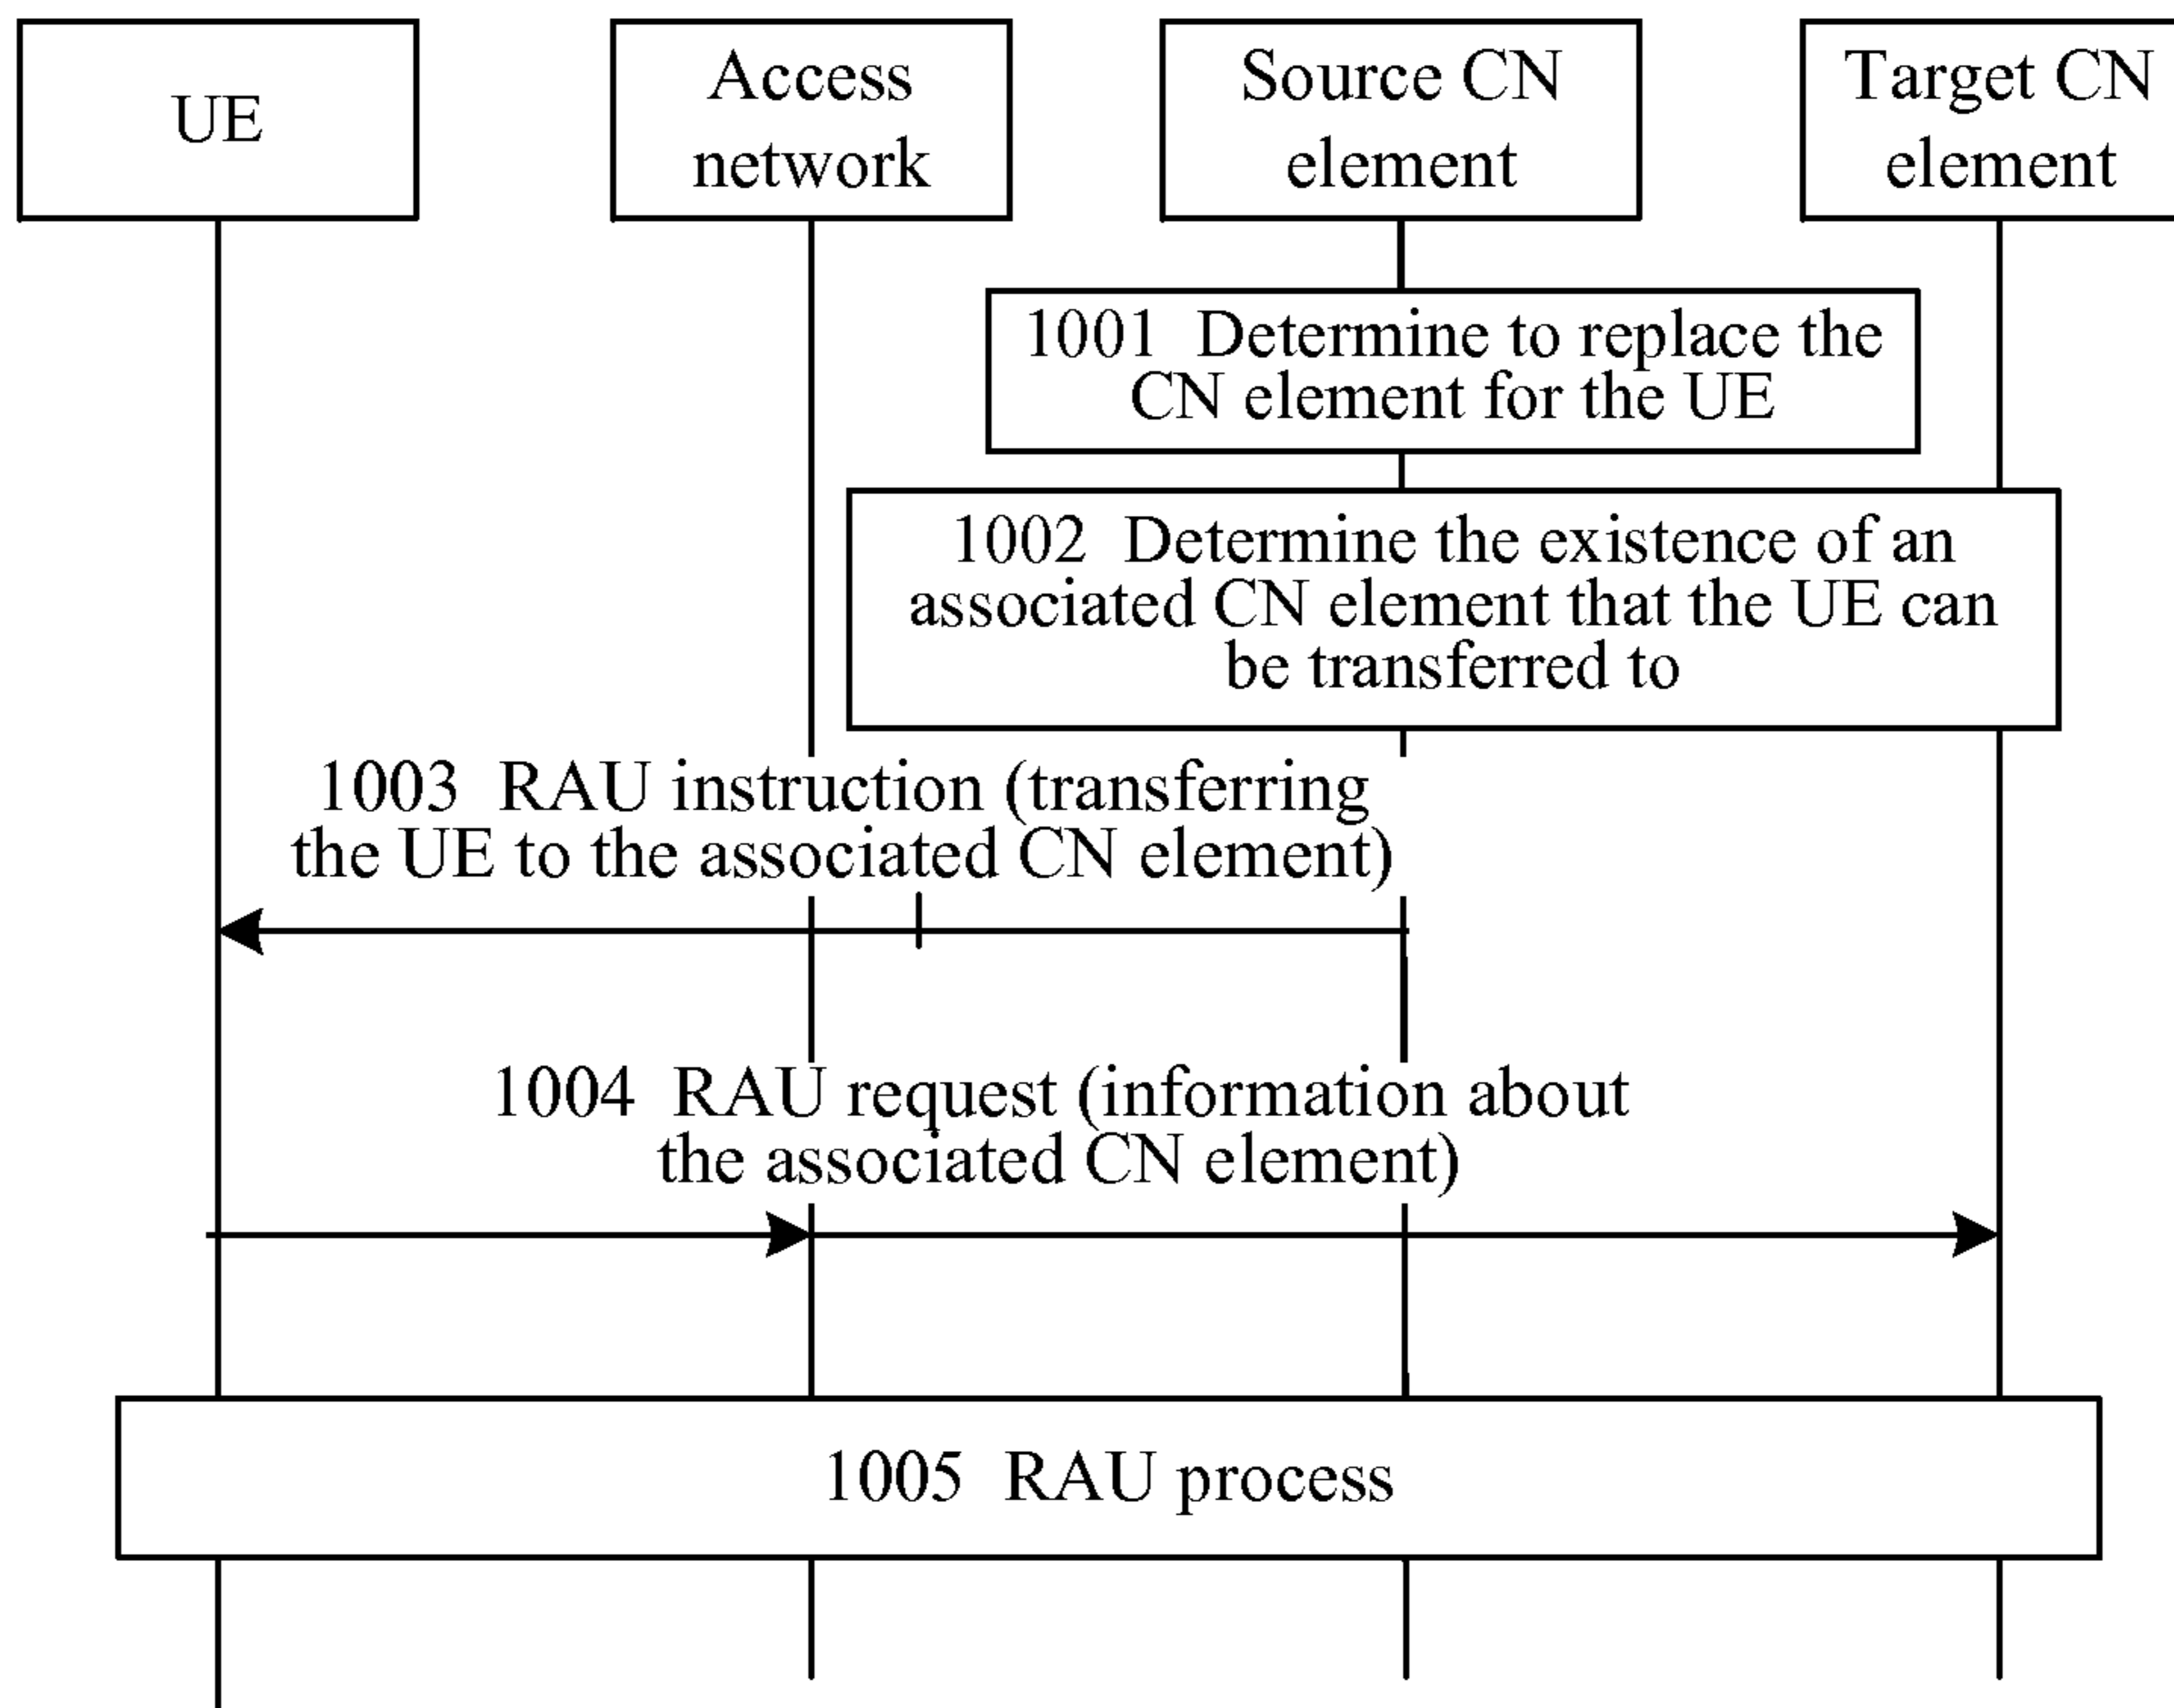 UE
Access
network
Source CN
element
Target CN
element
1001 Determine to replace the
CN element for the UE
1002 Determine the existence of an
associated CN element that the UE can
be transferred to
1003 RAU instruction (transferring
the UE to the associated CN element)
1004 RAU request (information about
the associated CN element)
1005 RAU process